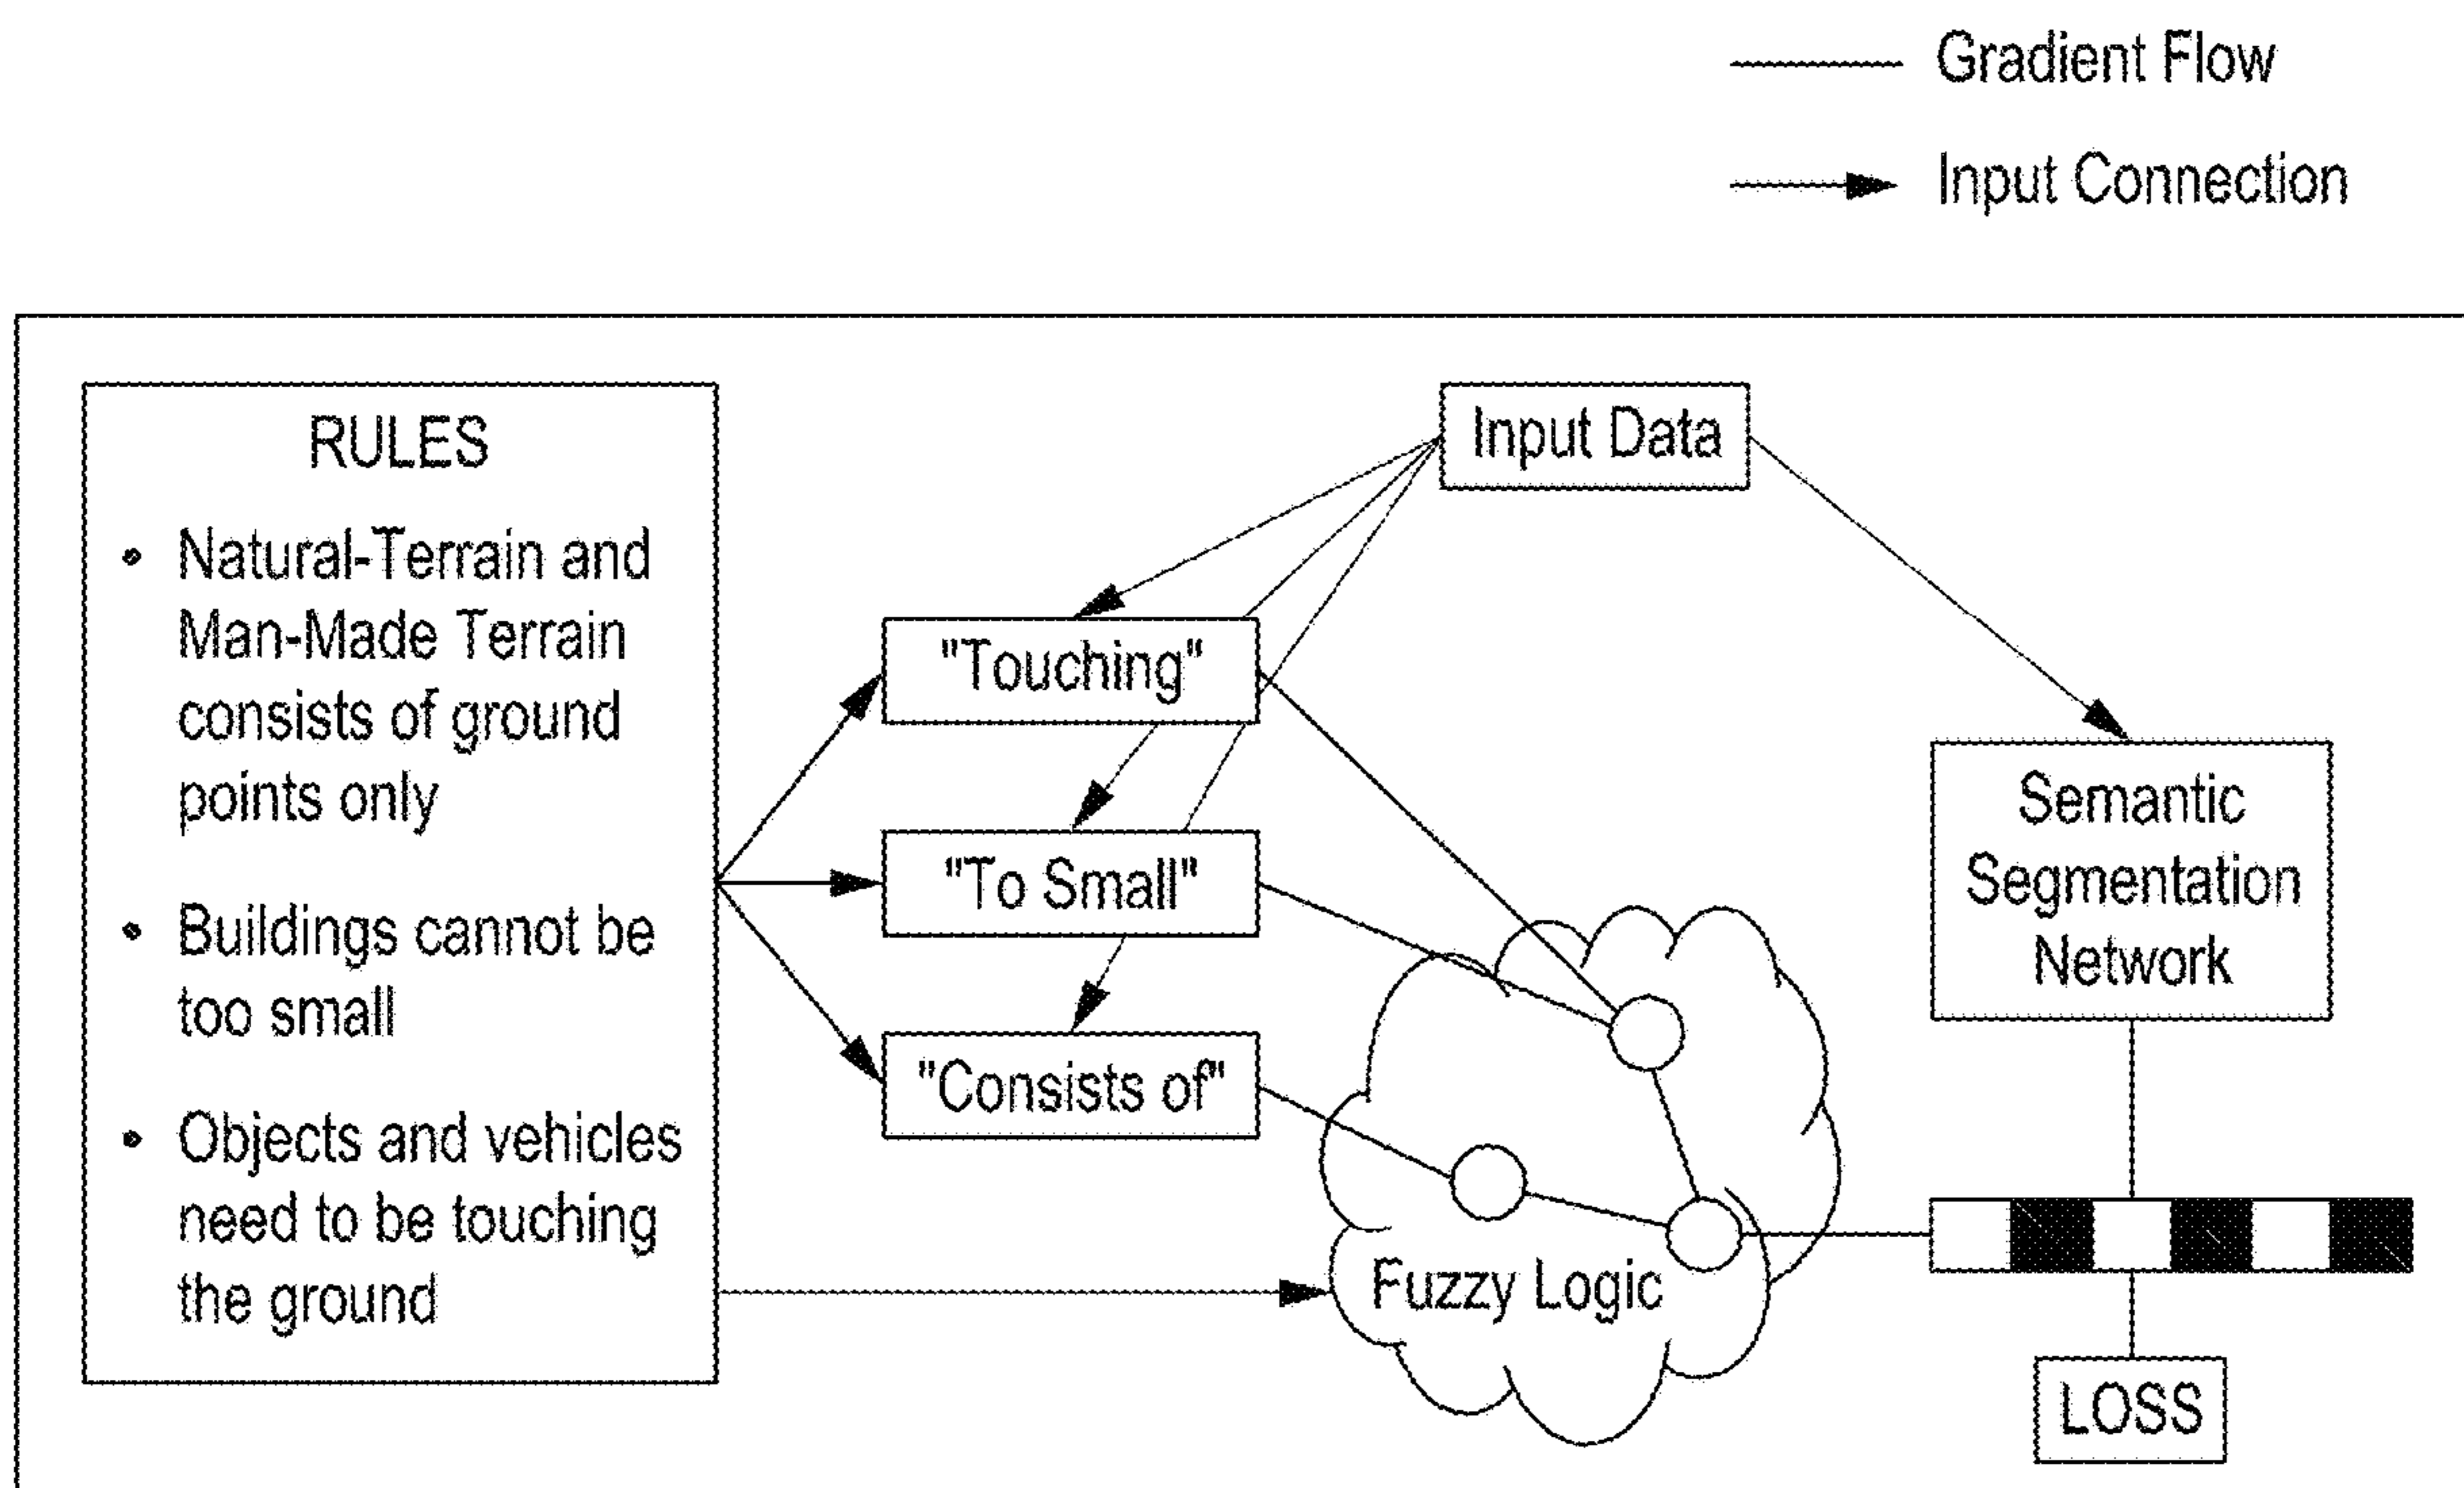 Gradient Flow
Input Connection
RULES
• Natural-Terrain and
Man-Made Terrain
consists of ground
points only
• Buildings cannot be
too small
• Objects and vehicles
need to be touching
the ground
Input Data
"Touching"
"To Small"
"Consists of"
Fuzzy Logic
Semantic
Segmentation
Network
LOSS